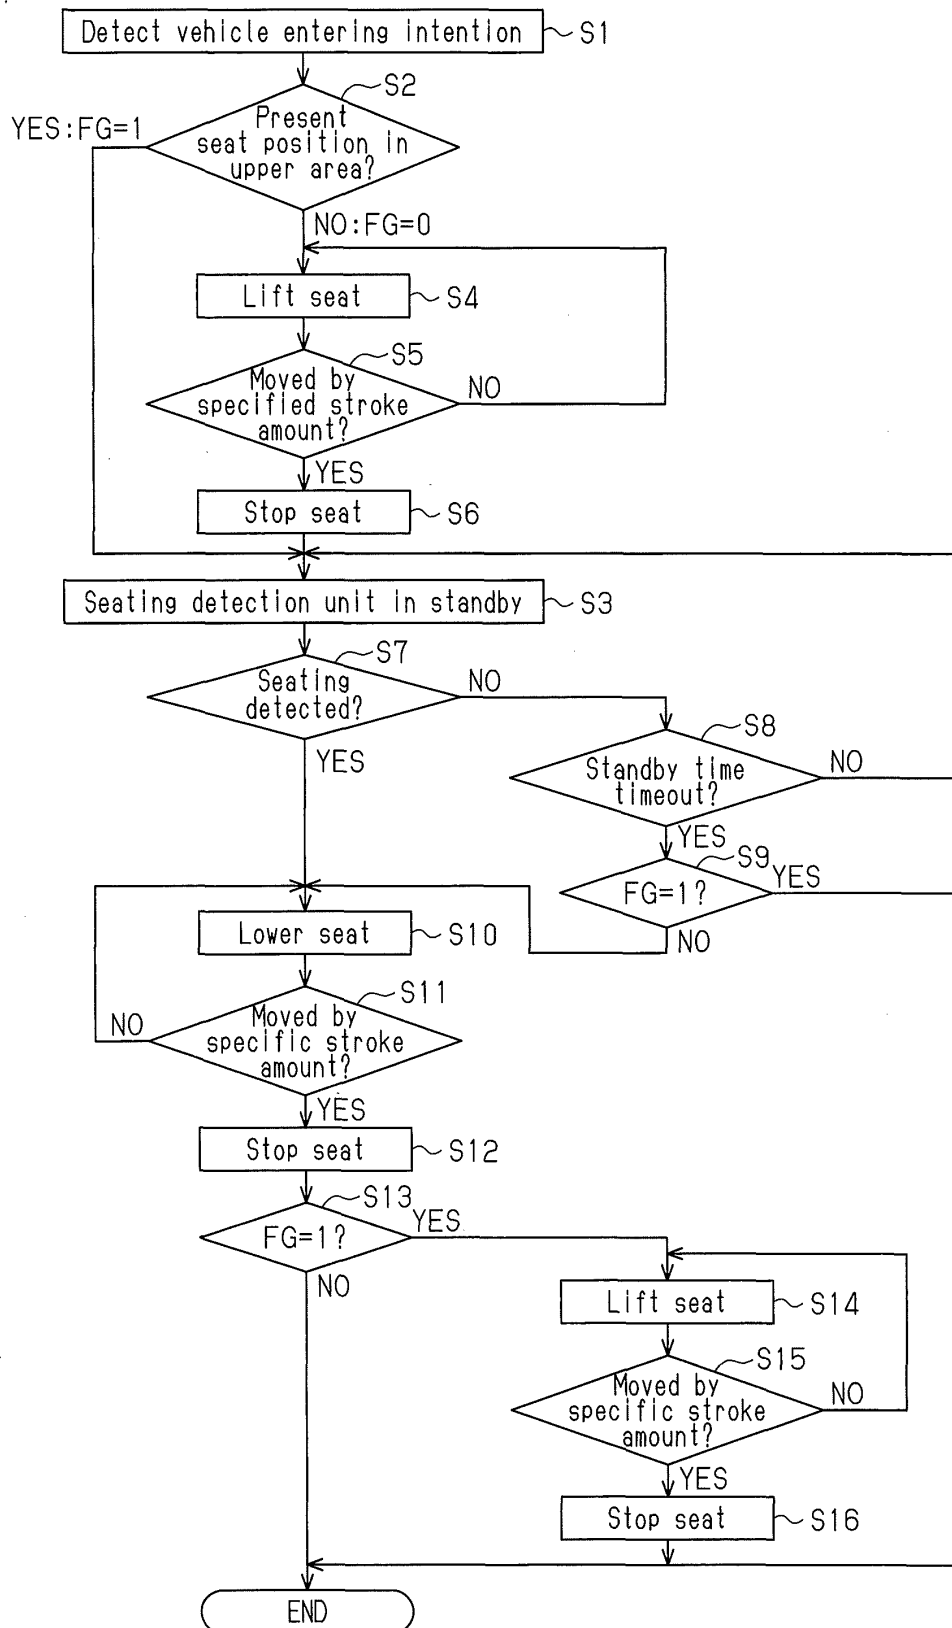 Detect vehicle entering intention
S1
S2
Present
seat position in
upper area?
YES:FG=1
NO:FG=0
Lift seat
S4
S5
Moved by
specified stroke
amount?
NO
YES
Stop seat
S6
Seating detection unit in standby
S3
S7
Seating
detected?
NO
YES
S8
Standby time
timeout?
NO
YES
S9
FG=1?
YES
NO
Lower seat
S10
S11
Moved by
specific stroke
amount?
NO
YES
Stop seat
S12
S13
FG=1?
YES
NO
Lift seat
S14
S15
Moved by
specific stroke
amount?
NO
YES
Stop seat
S16
END